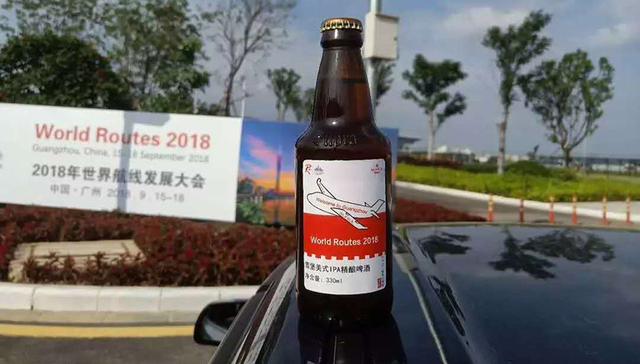 World Routes 2018
Guangzhou, China, 15-18 September 2018
2018年世界航线发展大会
中国·广州 2018.9.15-18
Welcome to Guangzhou
World Routes 2018
堡美式IPA精酿啤酒
净含量：330ml